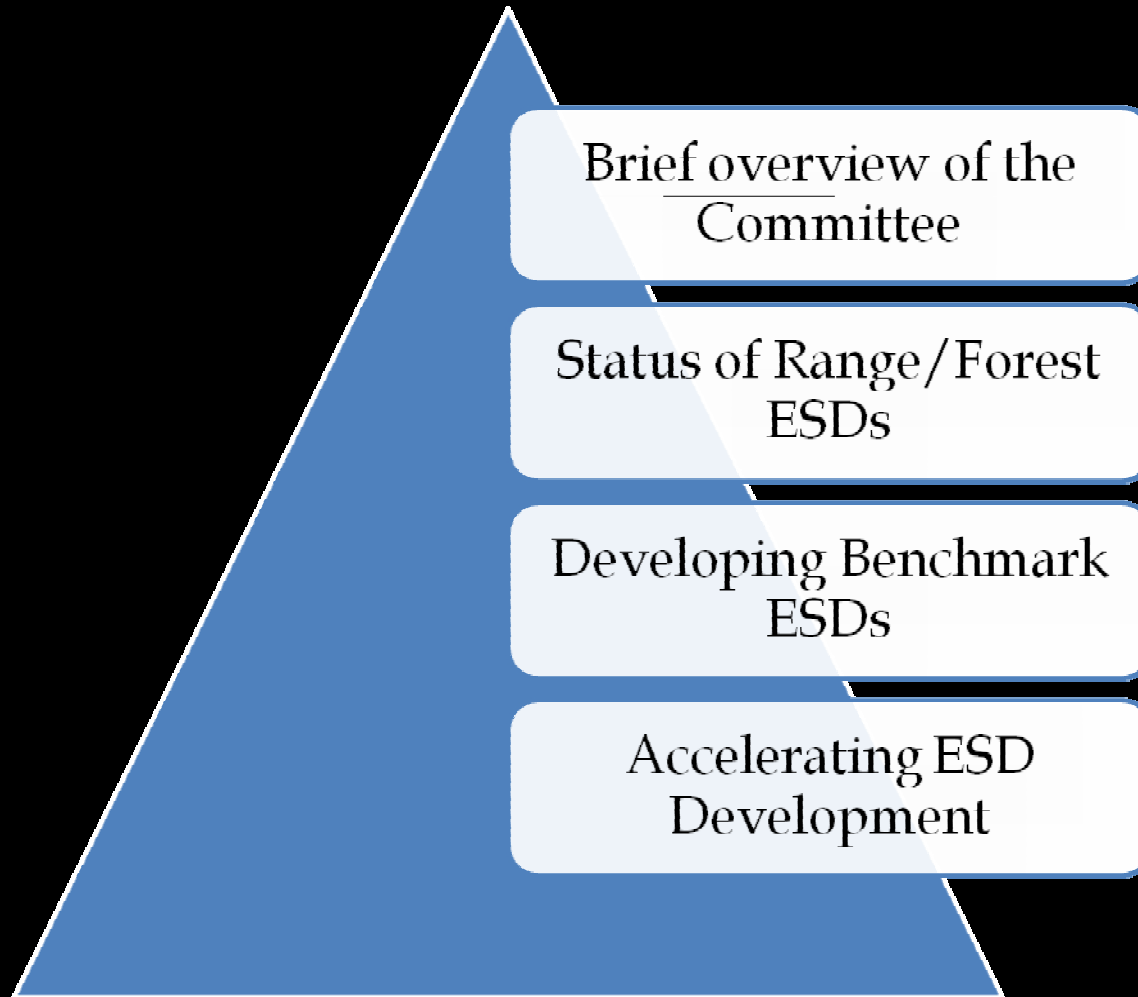 Brief overview of the
Committee
Status of Range/Forest
ESDs
Developing Benchmark
ESDs
Accelerating ESD
Development